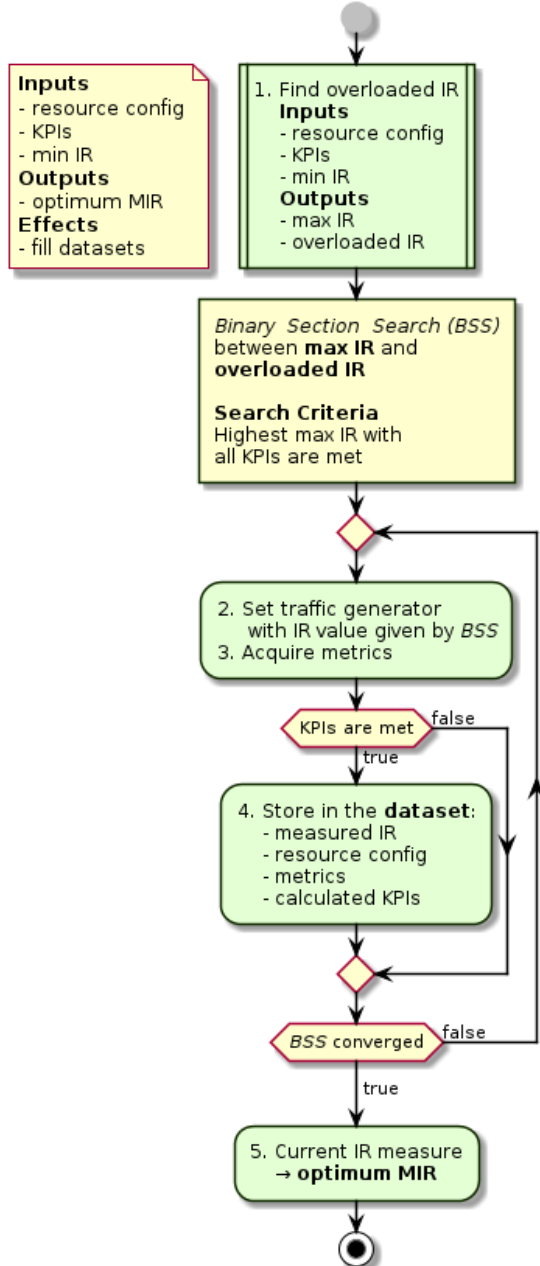 Inputs
- resource config
- KPIs
- min IR
Outputs
- optimum MIR
Effects
- fill datasets
1. Find overloaded IR
Inputs
- resource config
- KPIs
- min IR
Outputs
- max IR
- overloaded IR
Binary Section Search (BSS)
between max IR and
overloaded IR
Search Criteria
Highest max IR with
all KPIs are met
2. Set traffic generator
with IR value given by BSS
3. Acquire metrics
KPIs are met
false
true
4. Store in the dataset:
- measured IR
- resource config
- metrics
- calculated KPIs
BSS converged
false
true
5. Current IR measure
→ optimum MIR